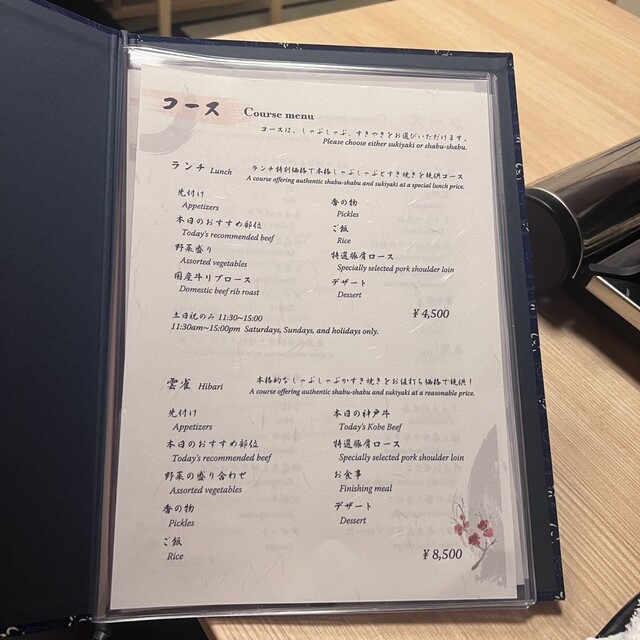 コース Course menu
コースは、しゃぶしゃぶ、すきやきをお選びいただけます。
Please choose either sukiyaki or shabu-shabu.
ランチ Lunch ランチ特別価格で本格しゃぶしゃぶとすき焼きを提供コース
A course offering authentic shabu-shabu and sukiyaki at a special lunch price.
先付け
Appetizers
本日のおすすめ部位
Today's recommended beef
野菜盛り
Assorted vegetables
国産牛リブロース
Domestic beef rib roast
香の物
Pickles
ご飯
Rice
特選豚肩ロース
Specially selected pork shoulder loin
デザート
Dessert
¥4,500
土日祝のみ 11:30~15:00
11:30am~15:00pm Saturdays, Sundays, and holidays only.
雲雀 Hibari 本格的なしゃぶしゃぶかすき焼きをお値打ち価格で提供！
A course offering authentic shabu-shabu and sukiyaki at a reasonable price.
先付け
Appetizers
本日のおすすめ部位
Today's recommended beef
野菜の盛り合わせ
Assorted vegetables
香の物
Pickles
ご飯
Rice
本日の神戸牛
Today's Kobe Beef
特選豚肩ロース
Specially selected pork shoulder loin
お食事
Finishing meal
デザート
Dessert
¥8,500